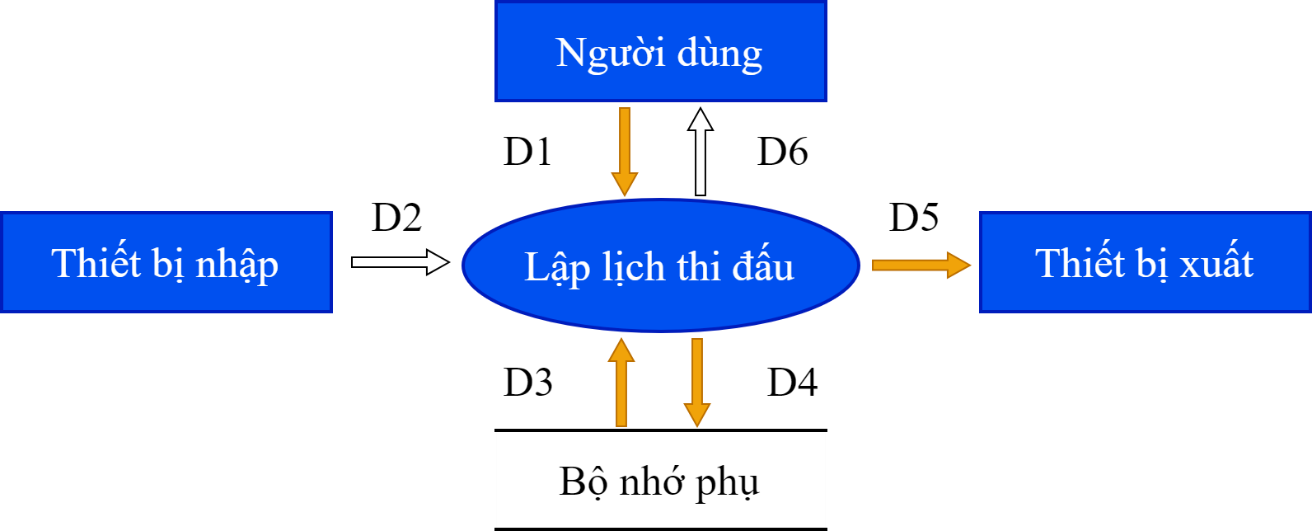 Người dùng
D1
D6
D2
D5
Thiết bị nhập
Lập lịch thi đấu
Thiết bị xuất
D3
D4
Bộ nhớ phụ